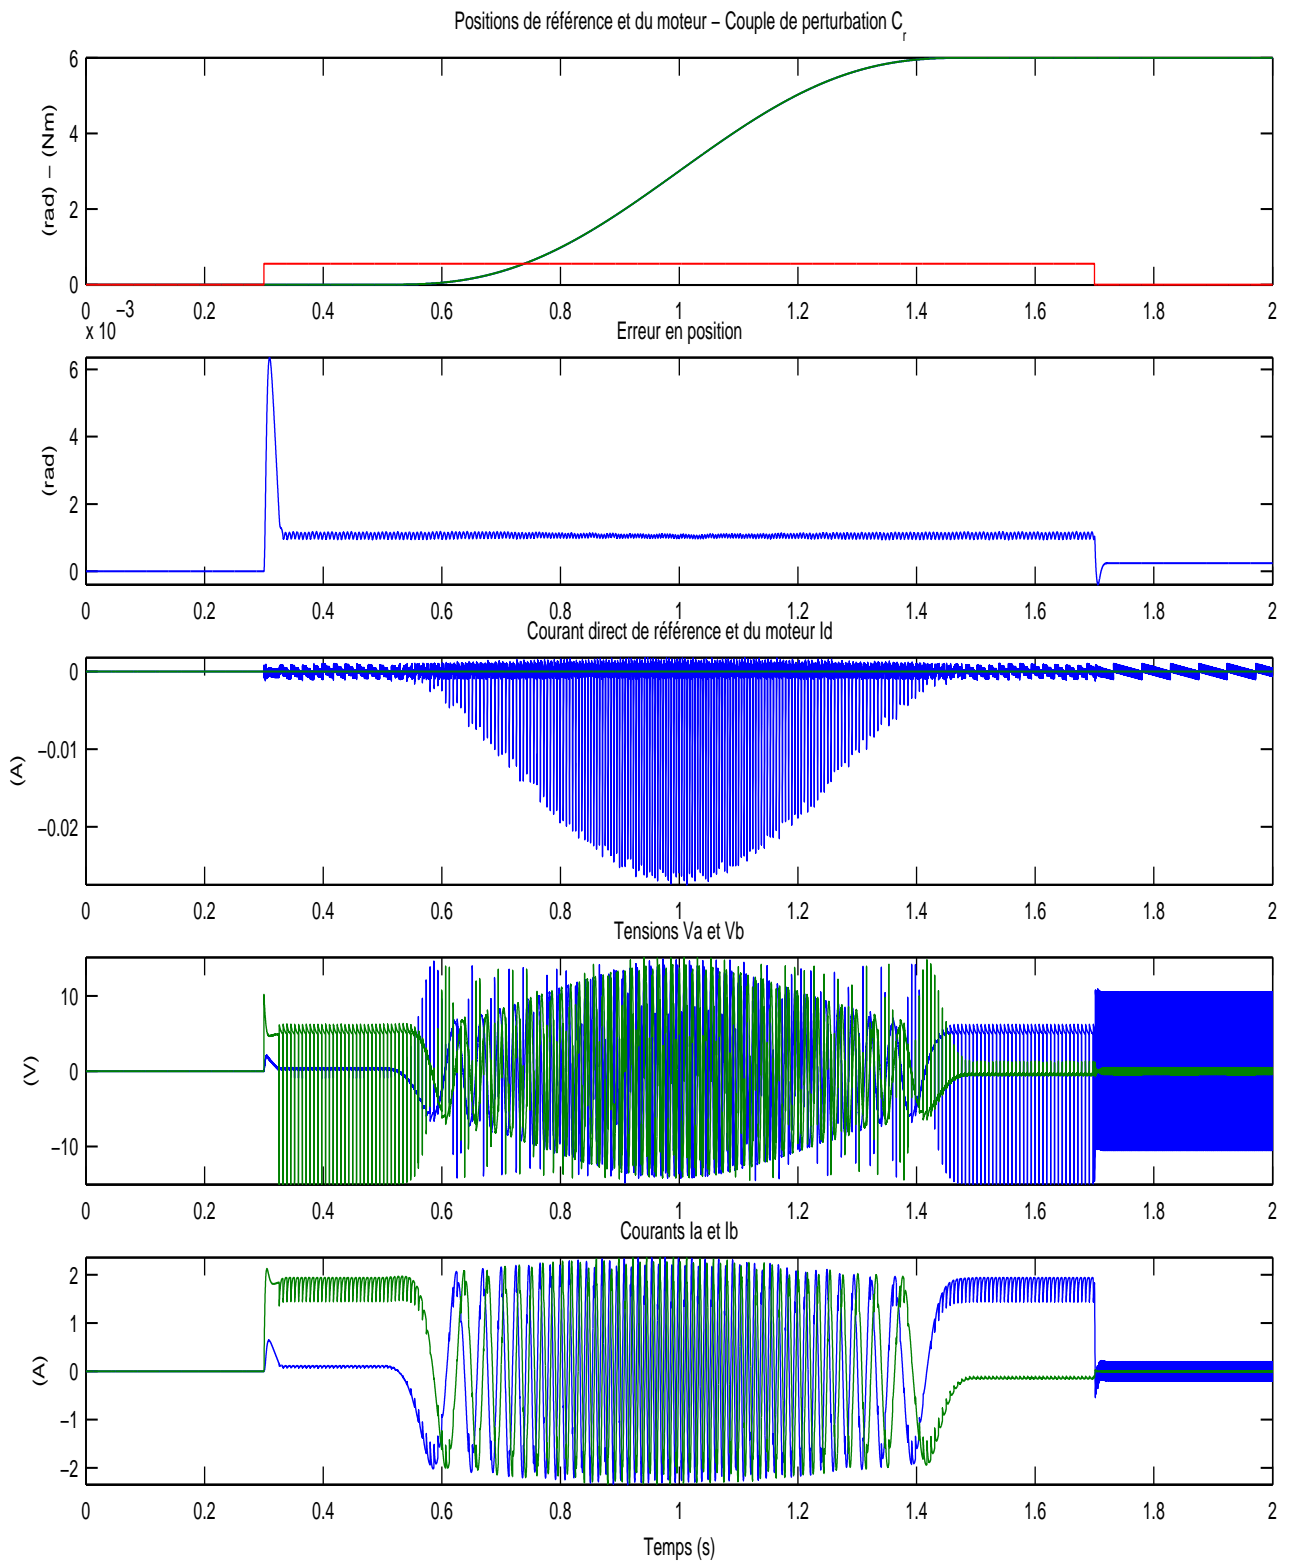 Positions de référence et du moteur – Couple de perturbation Cr
6
4
2
0
(rad) – (Nm)
0 0.2 0.4 0.6 0.8 1 1.2 1.4 1.6 1.8 2
x 10−3
Erreur en position
6
4
2
0
(rad)
0 0.2 0.4 0.6 0.8 1 1.2 1.4 1.6 1.8 2
Courant direct de référence et du moteur Id
0
−0.01
−0.02
(A)
0 0.2 0.4 0.6 0.8 1 1.2 1.4 1.6 1.8 2
Tensions Va et Vb
10
0
−10
(V)
0 0.2 0.4 0.6 0.8 1 1.2 1.4 1.6 1.8 2
Courants Ia et Ib
2
1
0
−1
−2
(A)
0 0.2 0.4 0.6 0.8 1 1.2 1.4 1.6 1.8 2
Temps (s)